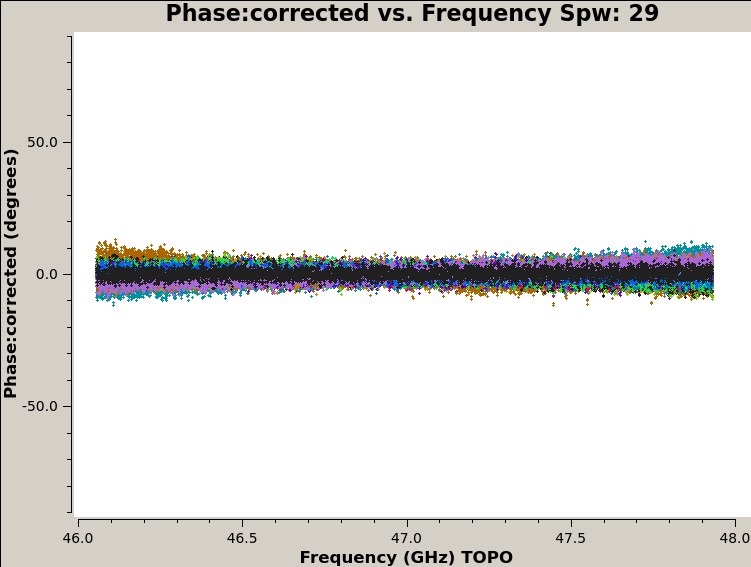 Phase:corrected vs. Frequency Spw: 29
Phase:corrected (degrees)
50.0
0.0
-50.0
46.0 46.5 47.0 47.5 48.0
Frequency (GHz) TOPO